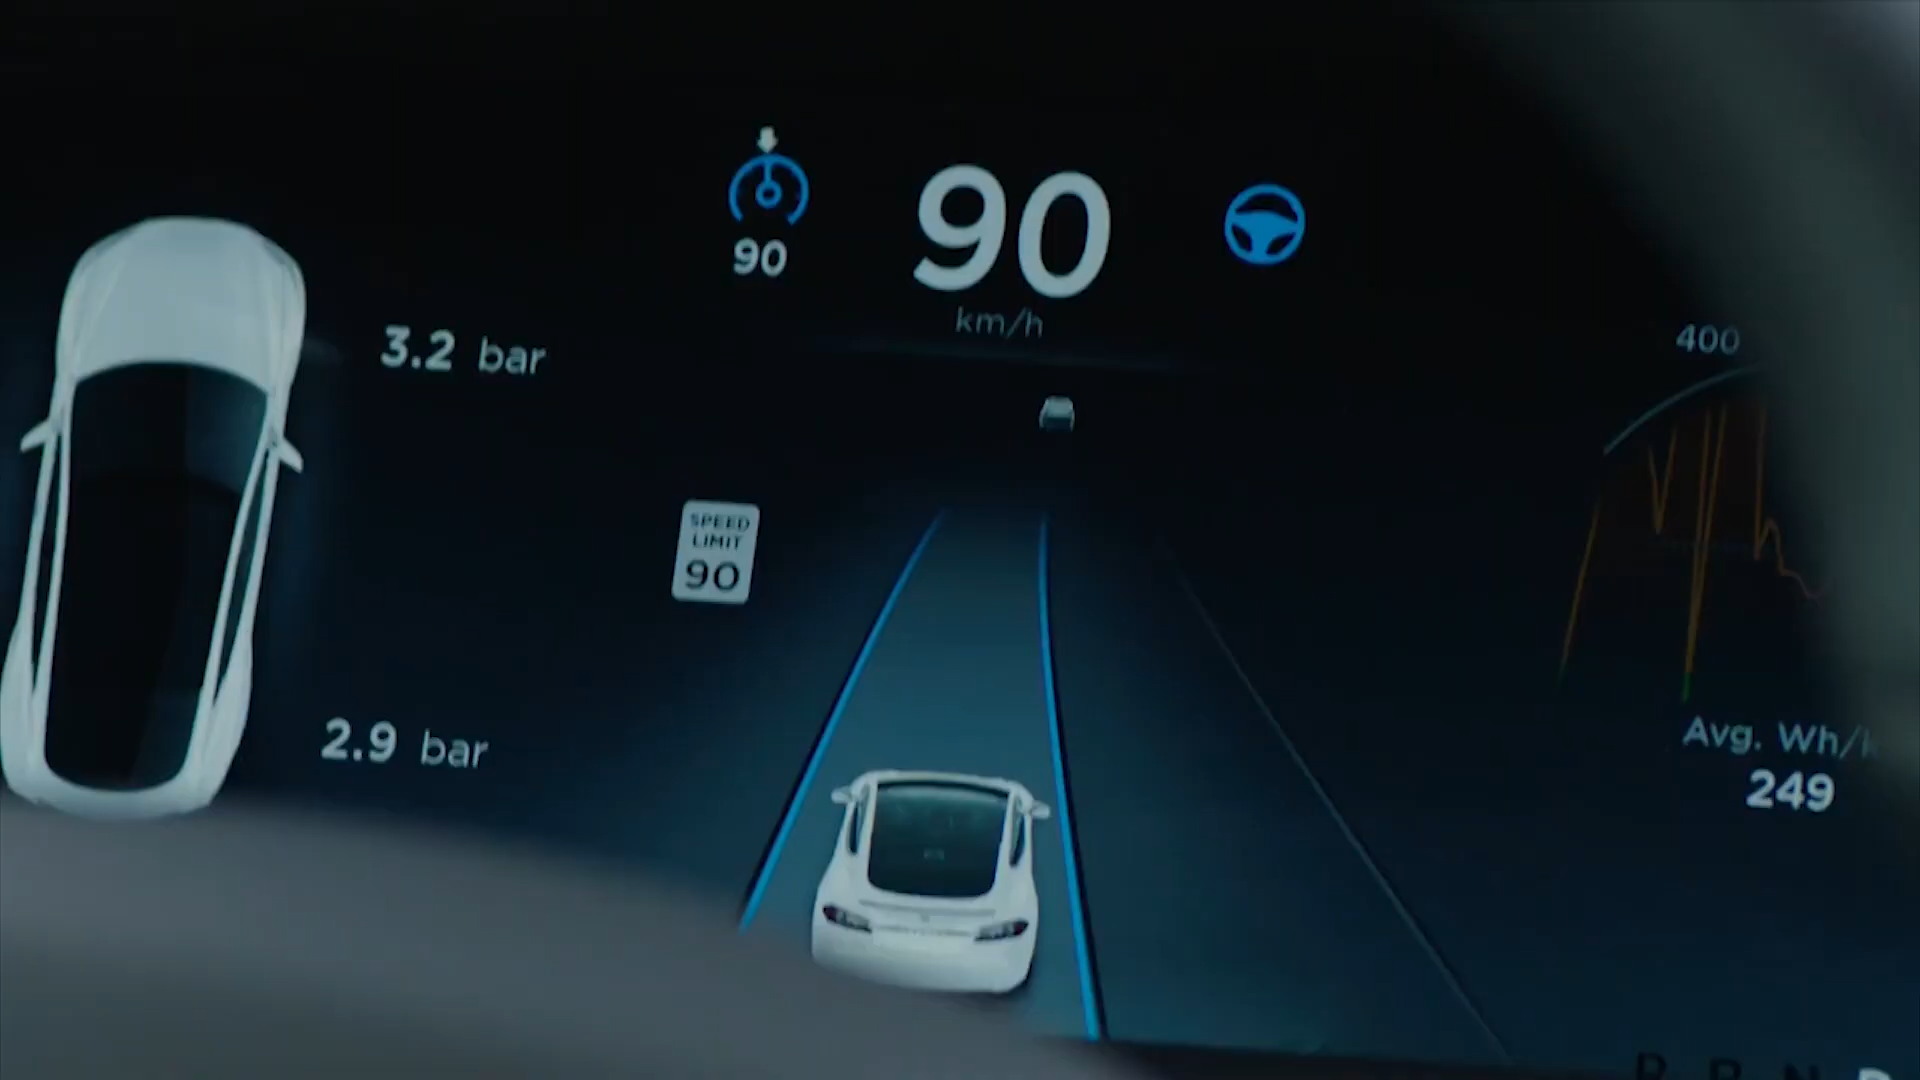 90
90
km/h
3.2 bar
400
SPEED
LIMIT
90
2.9 bar
Avg. Wh/k
249
R N D